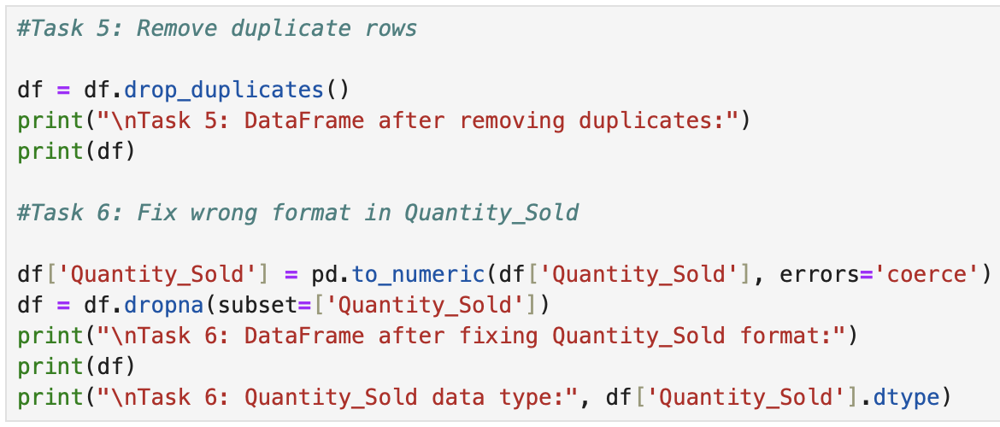 #Task 5: Remove duplicate rows
df = df.drop_duplicates()
print("\nTask 5: DataFrame after removing duplicates:")
print(df)
#Task 6: Fix wrong format in Quantity_Sold
df['Quantity_Sold'] = pd.to_numeric(df['Quantity_Sold'], errors='coerce')
df = df.dropna(subset=['Quantity_Sold'])
print("\nTask 6: DataFrame after fixing Quantity_Sold format:")
print(df)
print("\nTask 6: Quantity_Sold data type:", df['Quantity_Sold'].dtype)